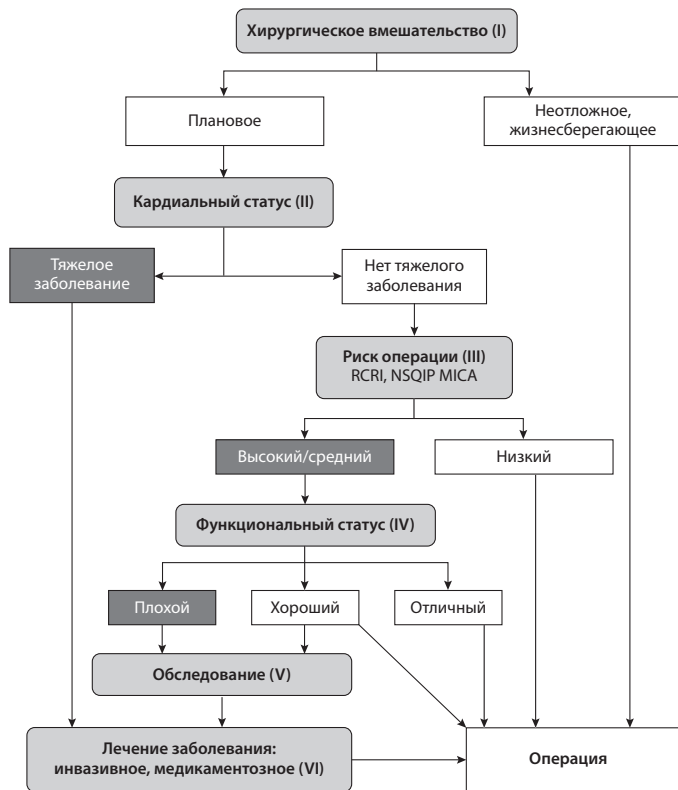 Хирургическое вмешательство (I)
Плановое
Неотложное,
жизнесберегающее
Кардиальный статус (II)
Тяжелое
заболевание
Нет тяжелого
заболевания
Риск операции (III)
RCRI, NSQIP MICA
Высокий/средний
Низкий
Функциональный статус (IV)
Плохой
Хороший
Отличный
Обследование (V)
Лечение заболевания:
инвазивное, медикаментозное (VI)
Операция